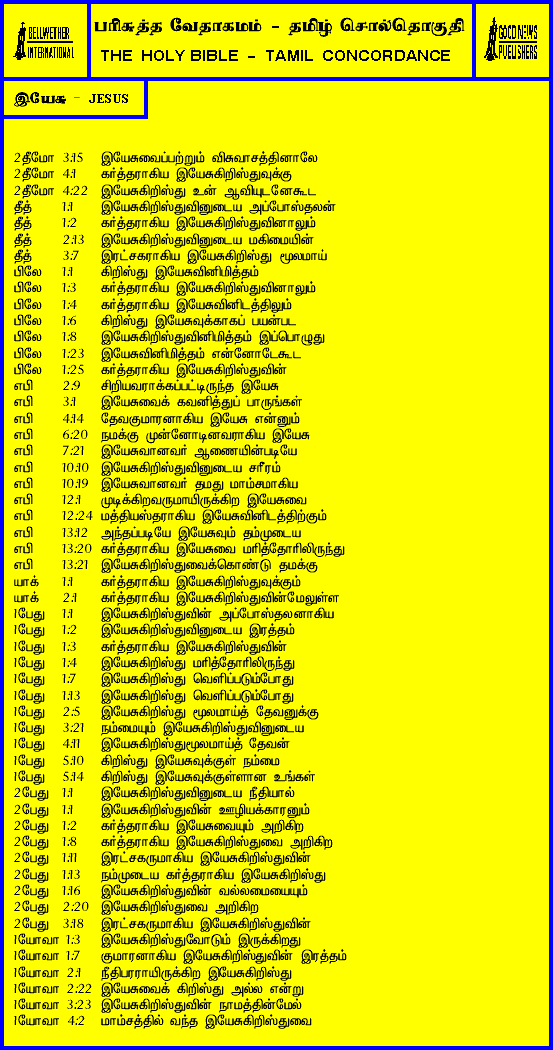 BELLWETHER
INTERNATIONAL
பரிசுத்த வேதாகமம் - தமிழ் சொல்தொகுதி
THE HOLY BIBLE - TAMIL CONCORDANCE
GOOD NEWS
PUBLISHERS
இயேசு - JESUS
2தீமோ 3:15 இயேசுவைப்பற்றும் விசுவாசத்தினாலே
2தீமோ 4:1 கர்த்தராகிய இயேசுகிறிஸ்துவுக்கு
2தீமோ 4:22 இயேசுகிறிஸ்து உன் ஆவியுடனேகூட
தீத் 1:1 இயேசுகிறிஸ்துவினுடைய அப்போஸ்தலன்
தீத் 1:2 கர்த்தராகிய இயேசுகிறிஸ்துவினாலும்
தீத் 2:13 இயேசுகிறிஸ்துவினுடைய மகிமையின்
தீத் 3:7 இரட்சகராகிய இயேசுகிறிஸ்து மூலமாய்
பிலே 1:1 கிறிஸ்து இயேசுவினிமித்தம்
பிலே 1:3 கர்த்தராகிய இயேசுகிறிஸ்துவினாலும்
பிலே 1:4 கர்த்தராகிய இயேசுவினிடத்திலும்
பிலே 1:6 கிறிஸ்து இயேசுவுக்காகப் பயன்பட
பிலே 1:8 இயேசுகிறிஸ்துவினிமித்தம் இப்பொழுது
பிலே 1:23 இயேசுவினிமித்தம் என்னோடேகூட
பிலே 1:25 கர்த்தராகிய இயேசுகிறிஸ்துவின்
எபி 2:9 சிறியவராக்கப்பட்டிருந்த இயேசு
எபி 3:1 இயேசுவைக் கவனித்துப் பாருங்கள்
எபி 4:14 தேவகுமாரனாகிய இயேசு என்னும்
எபி 6:20 நமக்கு முன்னோடினவராகிய இயேசு
எபி 7:21 இயேசுவானவர் ஆணையின்படியே
எபி 10:10 இயேசுகிறிஸ்துவினுடைய சரீரம்
எபி 10:19 இயேசுவானவர் தமது மாம்சமாகிய
எபி 12:1 முடிக்கிறவருமாயிருக்கிற இயேசுவை
எபி 12:24 மத்தியஸ்தராகிய இயேசுவினிடத்திற்கும்
எபி 13:12 அந்தப்படியே இயேசுவும் தம்முடைய
எபி 13:20 கர்த்தராகிய இயேசுவை மரித்தோரிலிருந்து
எபி 13:21 இயேசுகிறிஸ்துவைக்கொண்டு தமக்கு
யாக் 1:1 கர்த்தராகிய இயேசுகிறிஸ்துவுக்கும்
யாக் 2:1 கர்த்தராகிய இயேசுகிறிஸ்துவின்மேலுள்ள
1பேது 1:1 இயேசுகிறிஸ்துவின் அப்போஸ்தலனாகிய
1பேது 1:2 இயேசுகிறிஸ்துவினுடைய இரத்தம்
1பேது 1:3 கர்த்தராகிய இயேசுகிறிஸ்துவின்
1பேது 1:4 இயேசுகிறிஸ்து மரித்தோரிலிருந்து
1பேது 1:7 இயேசுகிறிஸ்து வெளிப்படும்போது
1பேது 1:13 இயேசுகிறிஸ்து வெளிப்படும்போது
1பேது 2:5 இயேசுகிறிஸ்து மூலமாய்த் தேவனுக்கு
1பேது 3:21 நம்மையும் இயேசுகிறிஸ்துவினுடைய
1பேது 4:11 இயேசுகிறிஸ்துமூலமாய்த் தேவன்
1பேது 5:10 கிறிஸ்து இயேசுவுக்குள் நம்மை
1பேது 5:14 கிறிஸ்து இயேசுவுக்குள்ளான உங்கள்
2பேது 1:1 இயேசுகிறிஸ்துவினுடைய நீதியால்
2பேது 1:1 இயேசுகிறிஸ்துவின் ஊழியக்காரனும்
2பேது 1:2 கர்த்தராகிய இயேசுவையும் அறிகிற
2பேது 1:8 கர்த்தராகிய இயேசுகிறிஸ்துவை அறிகிற
2பேது 1:11 இரட்சகருமாகிய இயேசுகிறிஸ்துவின்
2பேது 1:13 நம்முடைய கர்த்தராகிய இயேசுகிறிஸ்து
2பேது 1:16 இயேசுகிறிஸ்துவின் வல்லமையையும்
2பேது 2:20 இயேசுகிறிஸ்துவை அறிகிற
2பேது 3:18 இரட்சகருமாகிய இயேசுகிறிஸ்துவின்
1யோவா 1:3 இயேசுகிறிஸ்துவோடும் இருக்கிறது
1யோவா 1:7 குமாரனாகிய இயேசுகிறிஸ்துவின் இரத்தம்
1யோவா 2:1 நீதிபரராயிருக்கிற இயேசுகிறிஸ்து
1யோவா 2:22 இயேசுவைக் கிறிஸ்து அல்ல என்று
1யோவா 3:23 இயேசுகிறிஸ்துவின் நாமத்தின்மேல்
1யோவா 4:2 மாம்சத்தில் வந்த இயேசுகிறிஸ்துவை